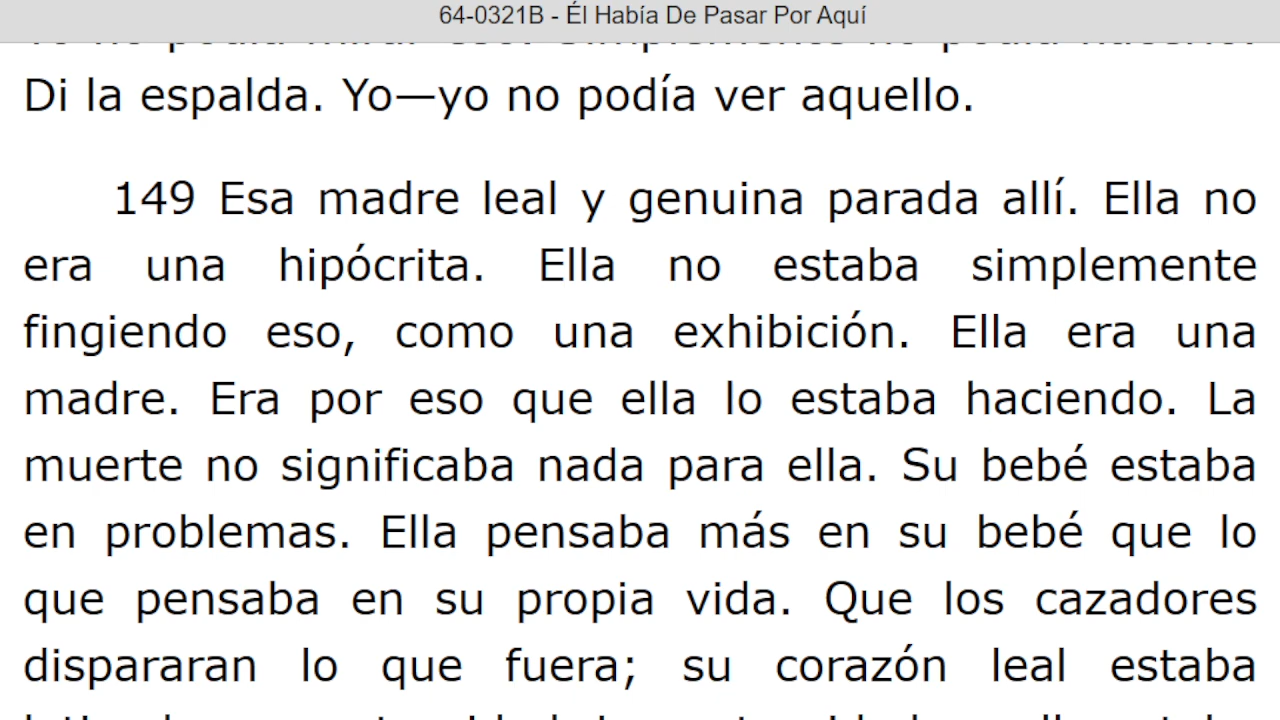 64-0321B - Él Había De Pasar Por Aquí
Di la espalda. Yo—yo no podía ver aquello.
149 Esa madre leal y genuina parada allí. Ella no
era una hipócrita. Ella no estaba simplemente
fingiendo eso, como una exhibición. Ella era una
madre. Era por eso que ella lo estaba haciendo. La
muerte no significaba nada para ella. Su bebé estaba
en problemas. Ella pensaba más en su bebé que lo
que pensaba en su propia vida. Que los cazadores
dispararan lo que fuera; su corazón leal estaba